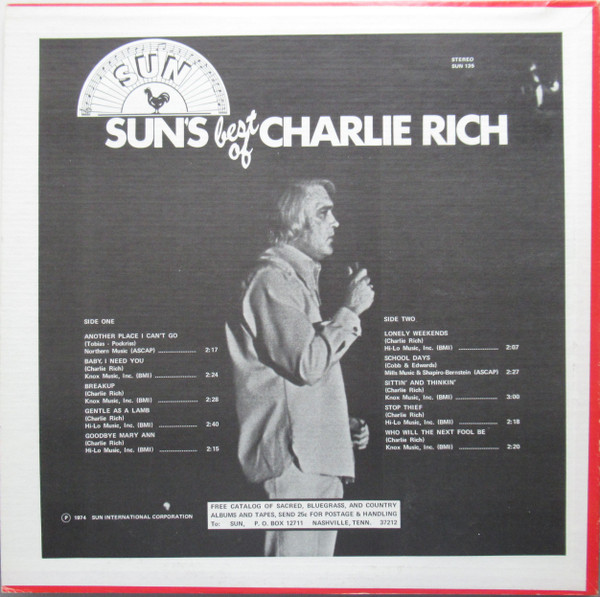 SUN
STEREO
SUN 135
SUN'S best of CHARLIE RICH
SIDE ONE
ANOTHER PLACE I CAN'T GO
(Tobias - Pockriss)
Northern Music (ASCAP) 2:17
BABY, I NEED YOU
(Charlie Rich)
Knox Music, Inc. (BMI) 2:24
BREAKUP
(Charlie Rich)
Knox Music, Inc. (BMI) 2:28
GENTLE AS A LAMB
(Charlie Rich)
Hi-Lo Music, Inc. (BMI) 2:40
GOODBYE MARY ANN
(Charlie Rich)
Hi-Lo Music, Inc. (BMI) 2:15
SIDE TWO
LONELY WEEKENDS
(Charlie Rich)
Hi-Lo Music, Inc. (BMI) 2:07
SCHOOL DAYS
(Cobb & Edwards)
Mills Music & Shapiro-Bernstein (ASCAP) 2:27
SITTIN' AND THINKIN'
(Charlie Rich)
Knox Music, Inc. (BMI) 3:00
STOP THIEF
(Charlie Rich)
Hi-Lo Music, Inc. (BMI) 2:18
WHO WILL THE NEXT FOOL BE
(Charlie Rich)
Knox Music, Inc. (BMI) 2:20
Ⓟ 1974 SUN INTERNATIONAL CORPORATION
FREE CATALOG OF SACRED, BLUEGRASS, AND COUNTRY
ALBUMS AND TAPES, SEND 25¢ FOR POSTAGE & HANDLING
To: SUN, P. O. BOX 12711 NASHVILLE, TENN. 37212